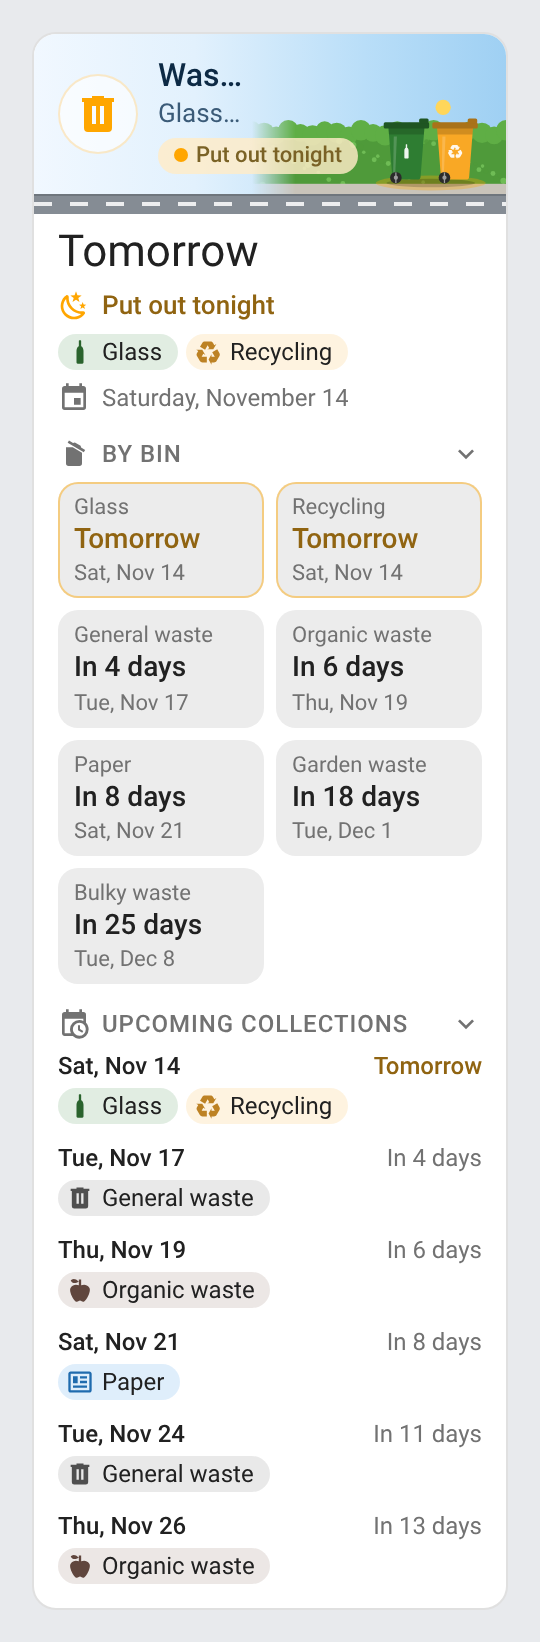 Was...
Glass...
Put out tonight
Tomorrow
Put out tonight
Glass Recycling
Saturday, November 14
BY BIN
Glass
Tomorrow
Sat, Nov 14
Recycling
Tomorrow
Sat, Nov 14
General waste
In 4 days
Tue, Nov 17
Organic waste
In 6 days
Thu, Nov 19
Paper
In 8 days
Sat, Nov 21
Garden waste
In 18 days
Tue, Dec 1
Bulky waste
In 25 days
Tue, Dec 8
UPCOMING COLLECTIONS
Sat, Nov 14 Tomorrow
Glass Recycling
Tue, Nov 17 In 4 days
General waste
Thu, Nov 19 In 6 days
Organic waste
Sat, Nov 21 In 8 days
Paper
Tue, Nov 24 In 11 days
General waste
Thu, Nov 26 In 13 days
Organic waste